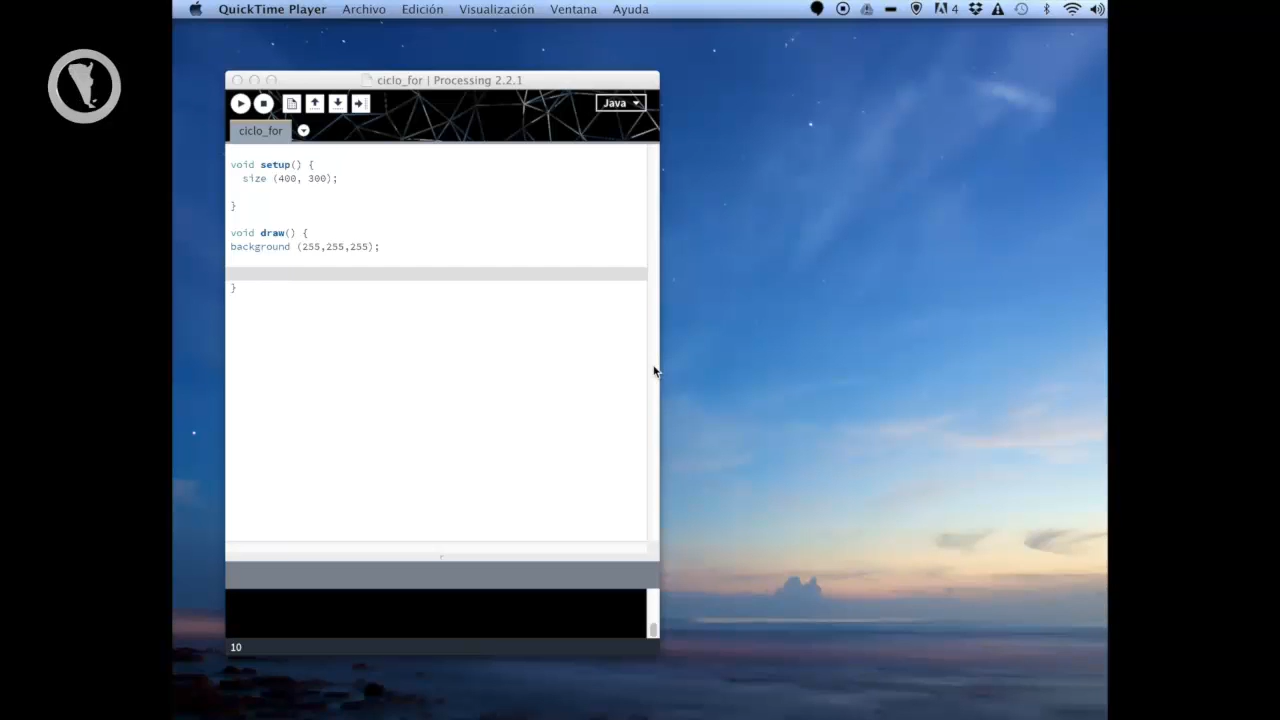 QuickTime Player Archivo Edición Visualización Ventana Ayuda 4
ciclo_for | Processing 2.2.1
Java
ciclo_for
void setup() {
size (400, 300);
}
void draw() {
background (255,255,255);
}
10